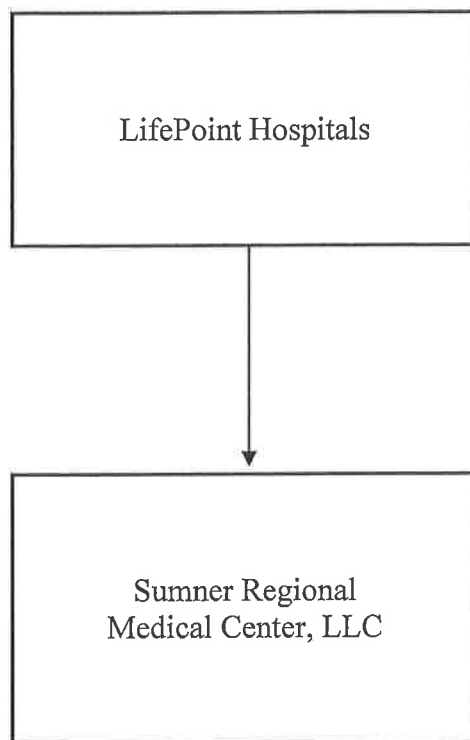 LifePoint Hospitals
Sumner Regional
Medical Center, LLC